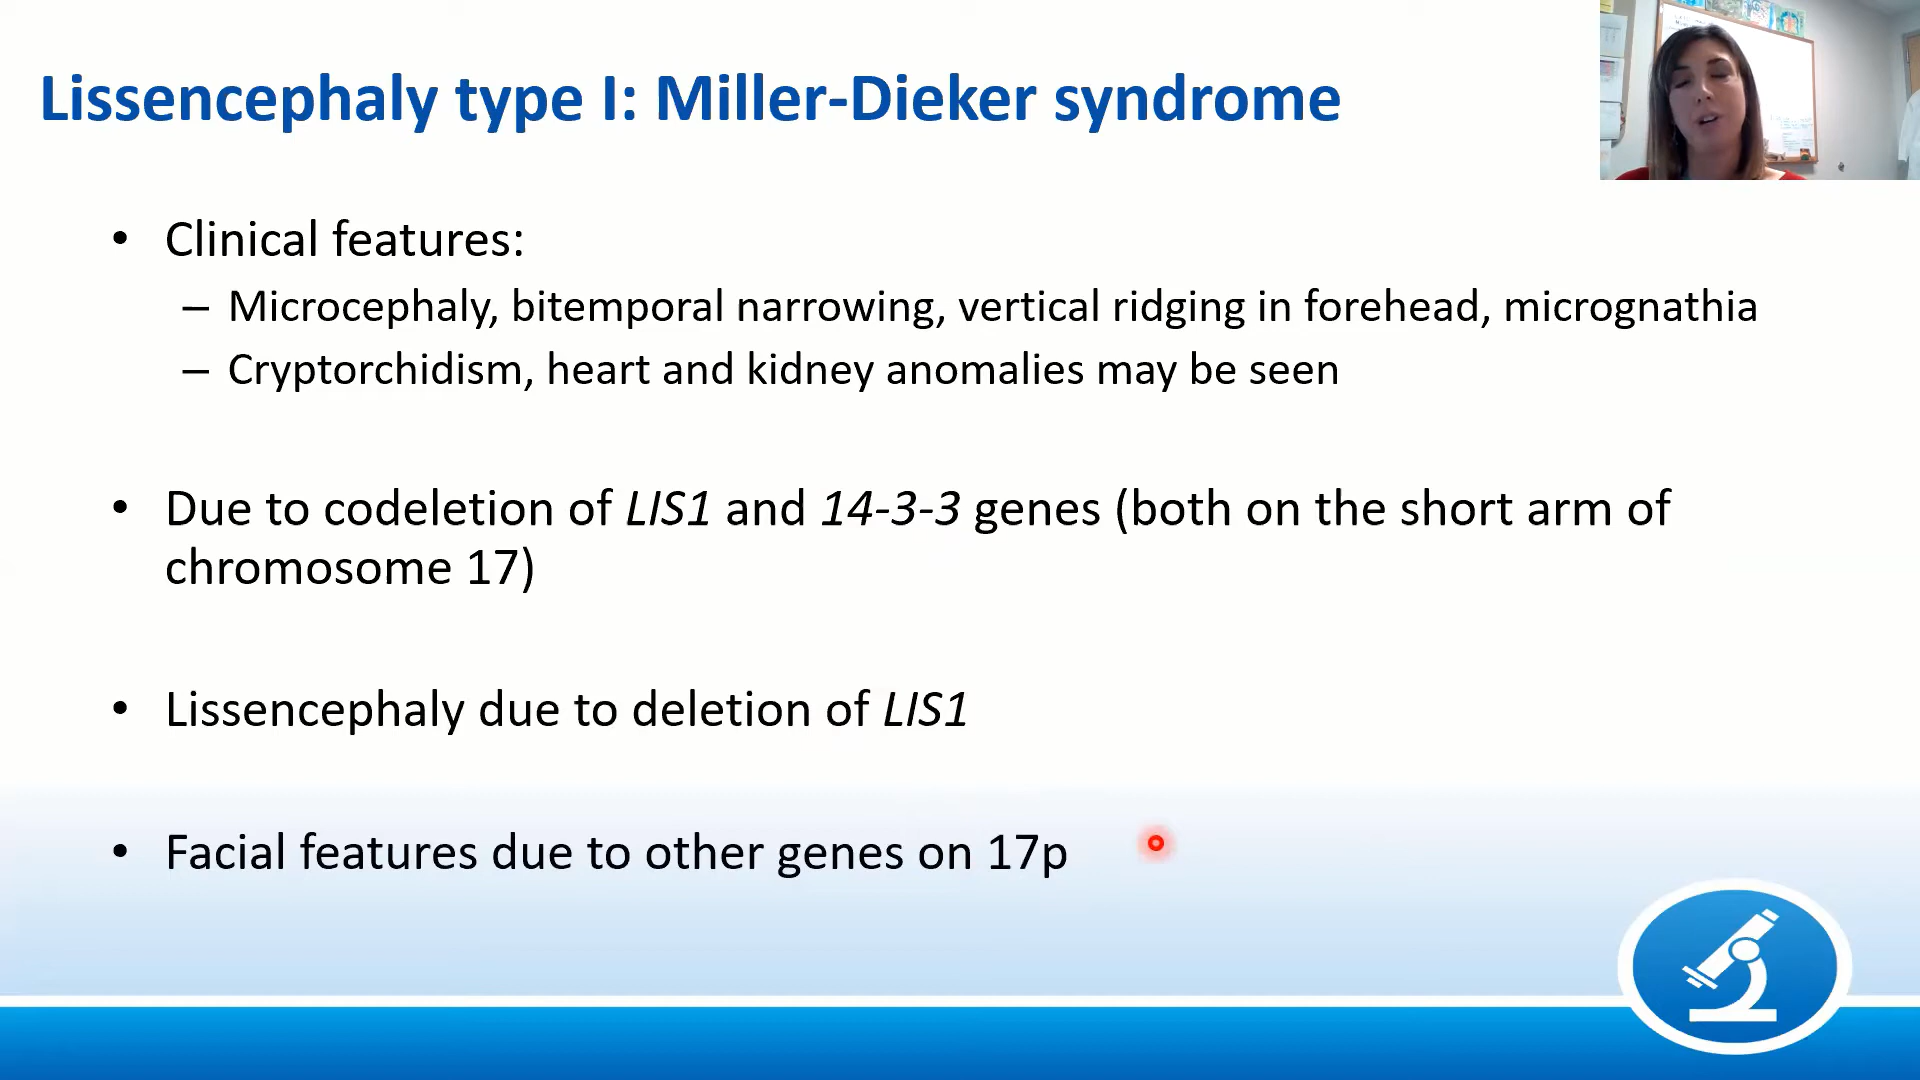 Lissencephaly type I: Miller-Dieker syndrome
• Clinical features:
– Microcephaly, bitemporal narrowing, vertical ridging in forehead, micrognathia
– Cryptorchidism, heart and kidney anomalies may be seen
• Due to codeletion of LIS1 and 14-3-3 genes (both on the short arm of
chromosome 17)
• Lissencephaly due to deletion of LIS1
• Facial features due to other genes on 17p